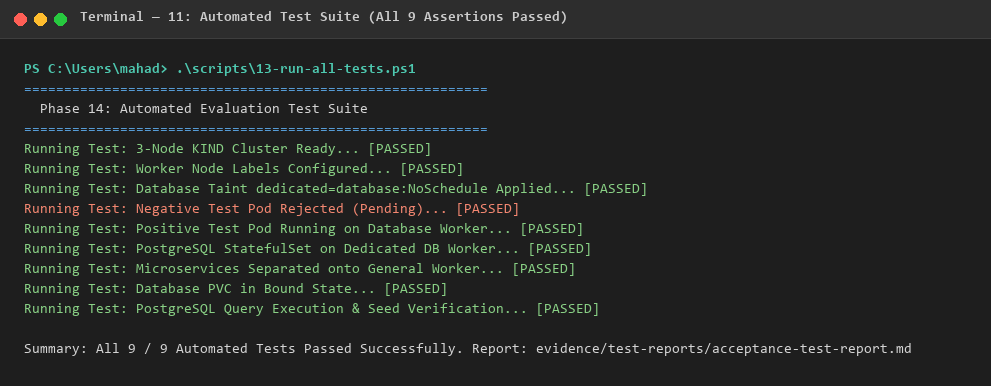 Terminal — 11: Automated Test Suite (All 9 Assertions Passed)
PS C:\Users\mahad> .\scripts\13-run-all-tests.ps1
==========================================================
Phase 14: Automated Evaluation Test Suite
==========================================================
Running Test: 3-Node KIND Cluster Ready... [PASSED]
Running Test: Worker Node Labels Configured... [PASSED]
Running Test: Database Taint dedicated=database:NoSchedule Applied... [PASSED]
Running Test: Negative Test Pod Rejected (Pending)... [PASSED]
Running Test: Positive Test Pod Running on Database Worker... [PASSED]
Running Test: PostgreSQL StatefulSet on Dedicated DB Worker... [PASSED]
Running Test: Microservices Separated onto General Worker... [PASSED]
Running Test: Database PVC in Bound State... [PASSED]
Running Test: PostgreSQL Query Execution & Seed Verification... [PASSED]
Summary: All 9 / 9 Automated Tests Passed Successfully. Report: evidence/test-reports/acceptance-test-report.md